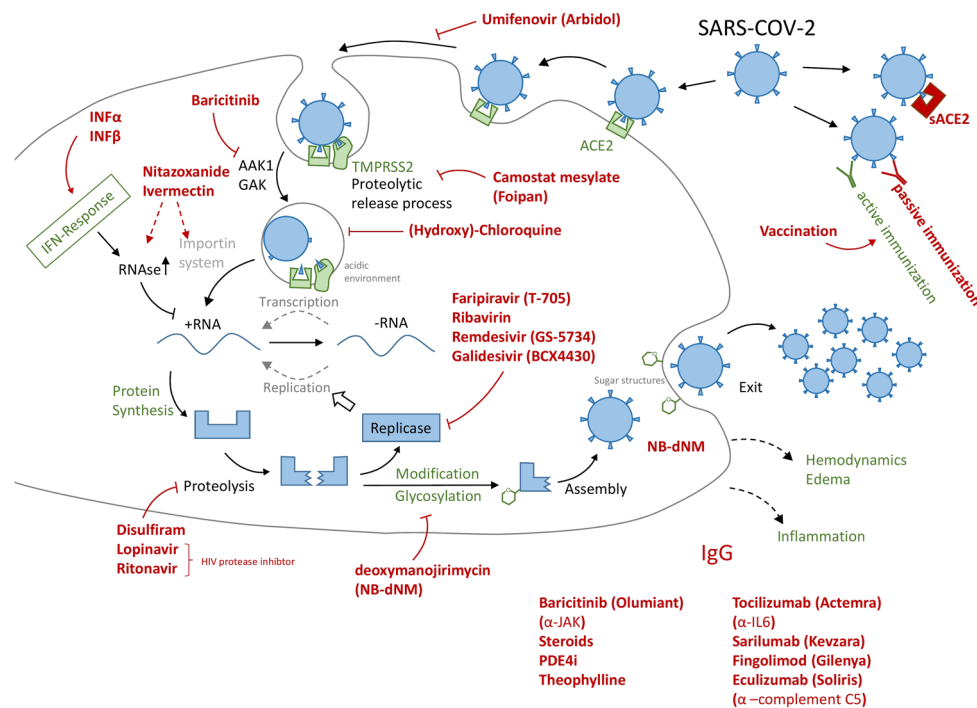 Umifenovir (Arbidol)
SARS-COV-2
sACE2
ACE2
Baricitinib
INFα
INFβ
AAK1
GAK
TMPRSS2
Proteolytic
release process
Camostat mesylate
(Foipan)
Nitazoxanide
Ivermectin
IFN-Response
Importin
system
RNAse
(Hydroxy)-Chloroquine
acidic
environment
Vaccination
active immunization
passive immunization
Transcription
+RNA
-RNA
Replication
Faripiravir (T-705)
Ribavirin
Remdesivir (GS-5734)
Galidesivir (BCX4430)
Sugar structures
Exit
Protein
Synthesis
Replicase
NB-dNM
Proteolysis
Modification
Glycosylation
Assembly
Hemodynamics
Edema
Inflammation
Disulfiram
Lopinavir
Ritonavir
HIV protease inhibtor
deoxymanojirimycin
(NB-dNM)
IgG
Baricitinib (Olumiant)
(α-JAK)
Steroids
PDE4i
Theophylline
Tocilizumab (Actemra)
(α-IL6)
Sarilumab (Kevzara)
Fingolimod (Gilenya)
Eculizumab (Soliris)
(α –complement C5)